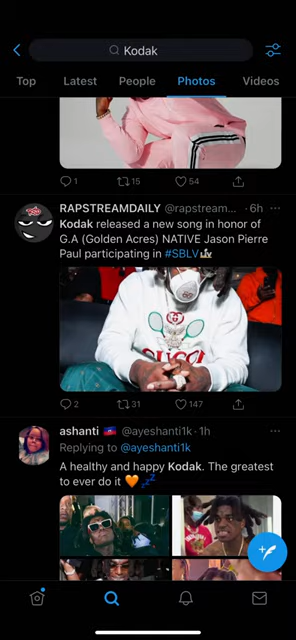 Kodak
Top Latest People Photos Videos
1 15 54
RAPSTREAMDAILY @rapstream... · 6h
Kodak released a new song in honor of
G.A (Golden Acres) NATIVE Jason Pierre
Paul participating in #SBLV
GUCCI
2 31 147
ashanti 🇭🇹 @ayeshanti1k · 1h
Replying to @ayeshanti1k
A healthy and happy Kodak. The greatest
to ever do it 🧡💤